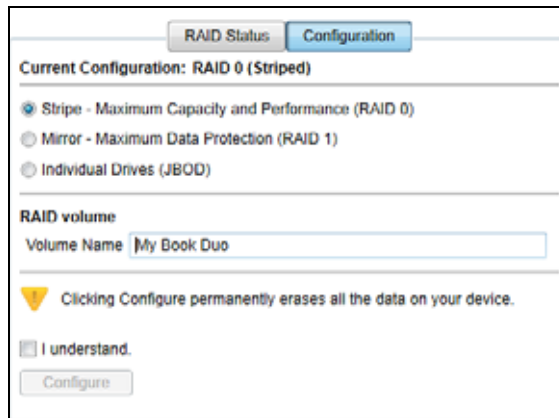 RAID Status Configuration
Current Configuration: RAID 0 (Striped)
Stripe - Maximum Capacity and Performance (RAID 0)
Mirror - Maximum Data Protection (RAID 1)
Individual Drives (JBOD)
RAID volume
Volume Name My Book Duo
Clicking Configure permanently erases all the data on your device.
I understand.
Configure